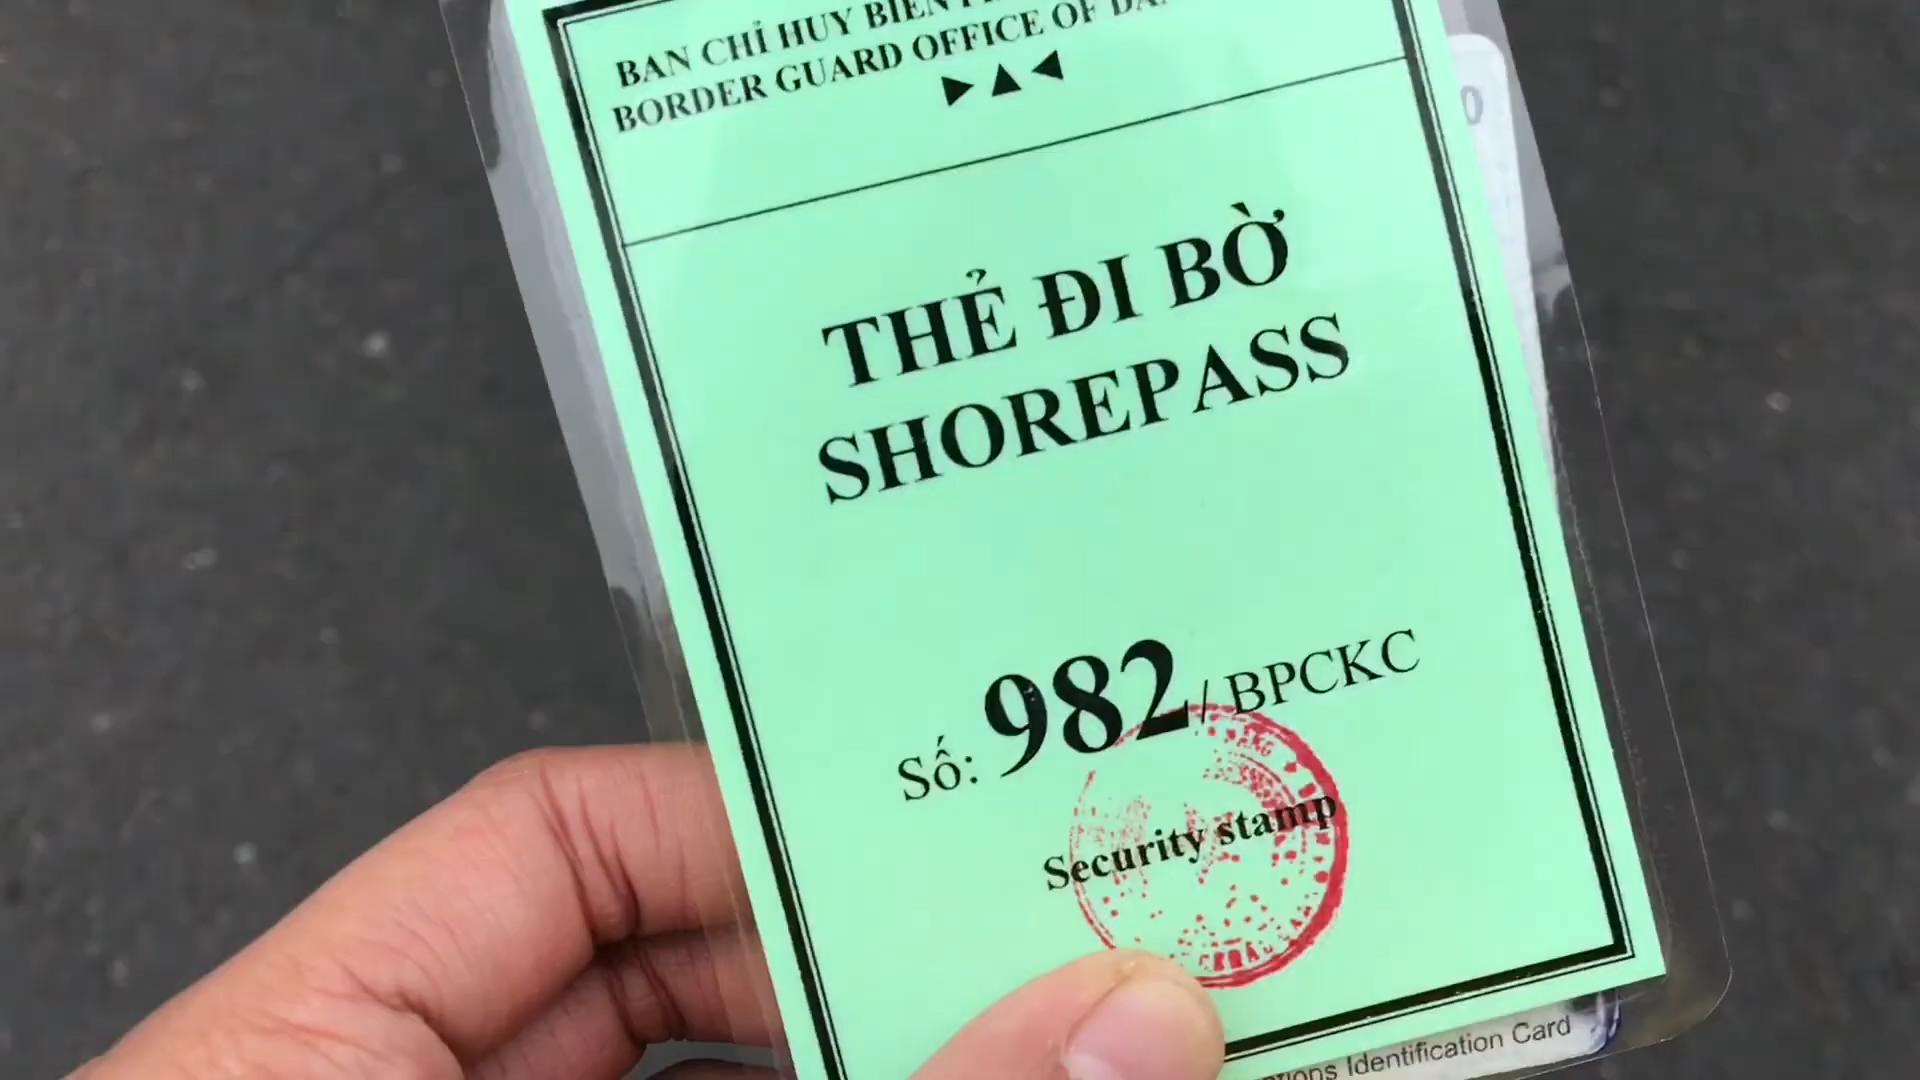 BAN CHỈ HUY BIÊN
BORDER GUARD OFFICE OF
THẺ ĐI BỜ
SHOREPASS
Số: 982/ BPCKC
Security stamp
Identification Card
0